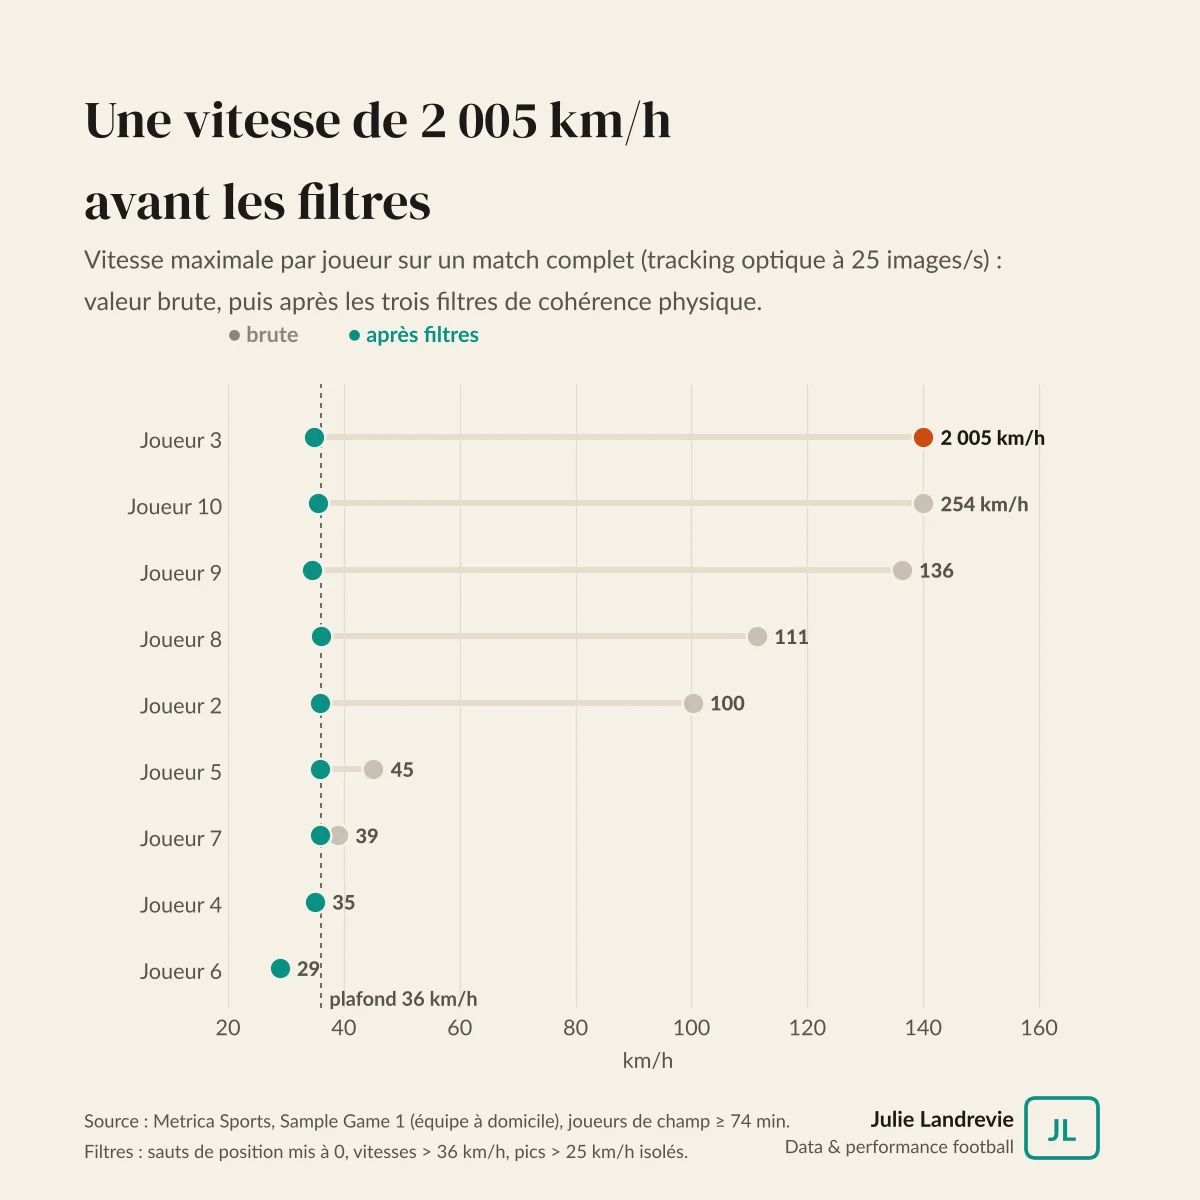 Une vitesse de 2 005 km/h
avant les filtres
Vitesse maximale par joueur sur un match complet (tracking optique à 25 images/s) :
valeur brute, puis après les trois filtres de cohérence physique.
brute après filtres
Joueur 3 2 005 km/h
Joueur 10 254 km/h
Joueur 9 136
Joueur 8 111
Joueur 2 100
Joueur 5 45
Joueur 7 39
Joueur 4 35
Joueur 6 29
plafond 36 km/h
20 40 60 80 100 120 140 160
km/h
Source : Metrica Sports, Sample Game 1 (équipe à domicile), joueurs de champ ≥ 74 min.
Filtres : sauts de position mis à 0, vitesses > 36 km/h, pics > 25 km/h isolés.
Julie Landrevie
Data & performance football
JL